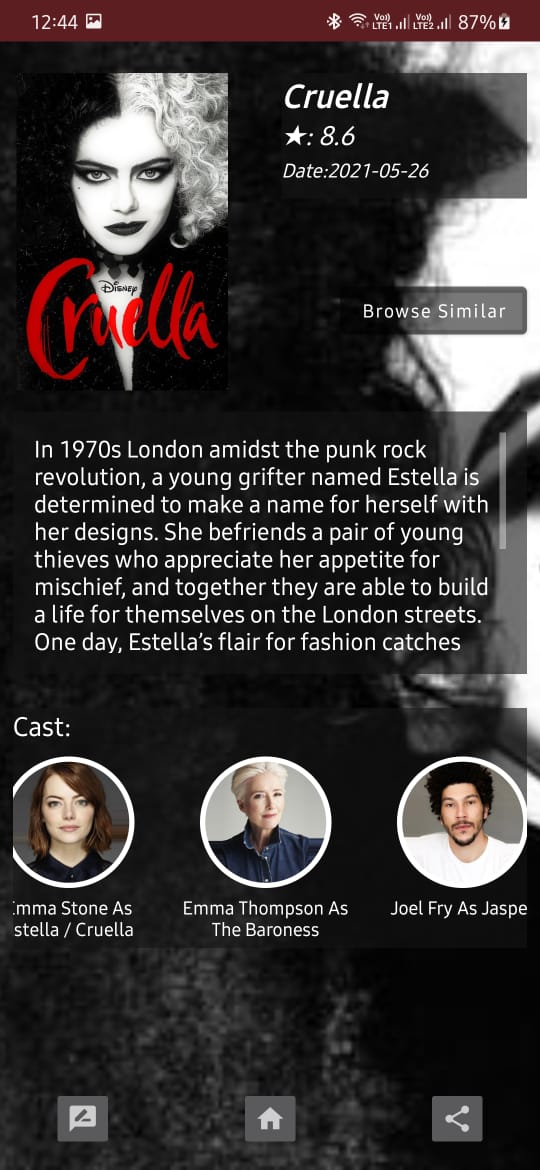 12:44
Vo)) LTE1 Vo)) LTE2 87%
Cruella
★: 8.6
Date:2021-05-26
Disney
Cruella
Browse Similar
In 1970s London amidst the punk rock
revolution, a young grifter named Estella is
determined to make a name for herself with
her designs. She befriends a pair of young
thieves who appreciate her appetite for
mischief, and together they are able to build
a life for themselves on the London streets.
One day, Estella’s flair for fashion catches
Cast:
mma Stone As
stella / Cruella
Emma Thompson As
The Baroness
Joel Fry As Jaspe